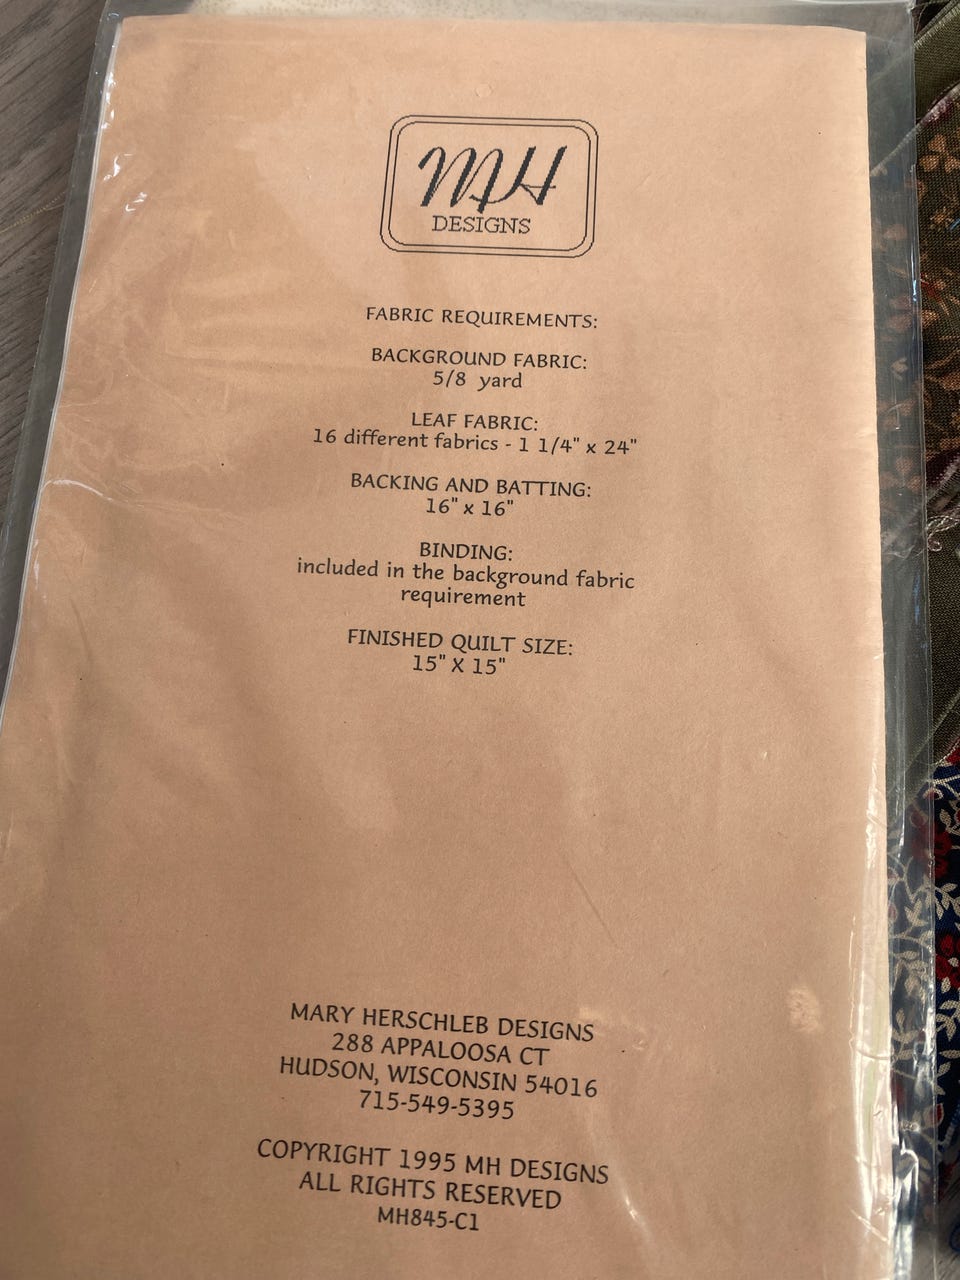 MH
DESIGNS
FABRIC REQUIREMENTS:
BACKGROUND FABRIC:
5/8 yard
LEAF FABRIC:
16 different fabrics - 1 1/4" x 24"
BACKING AND BATTING:
16" x 16"
BINDING:
included in the background fabric
requirement
FINISHED QUILT SIZE:
15" X 15"
MARY HERSCHLEB DESIGNS
288 APPALOOSA CT
HUDSON, WISCONSIN 54016
715-549-5395
COPYRIGHT 1995 MH DESIGNS
ALL RIGHTS RESERVED
MH845-C1